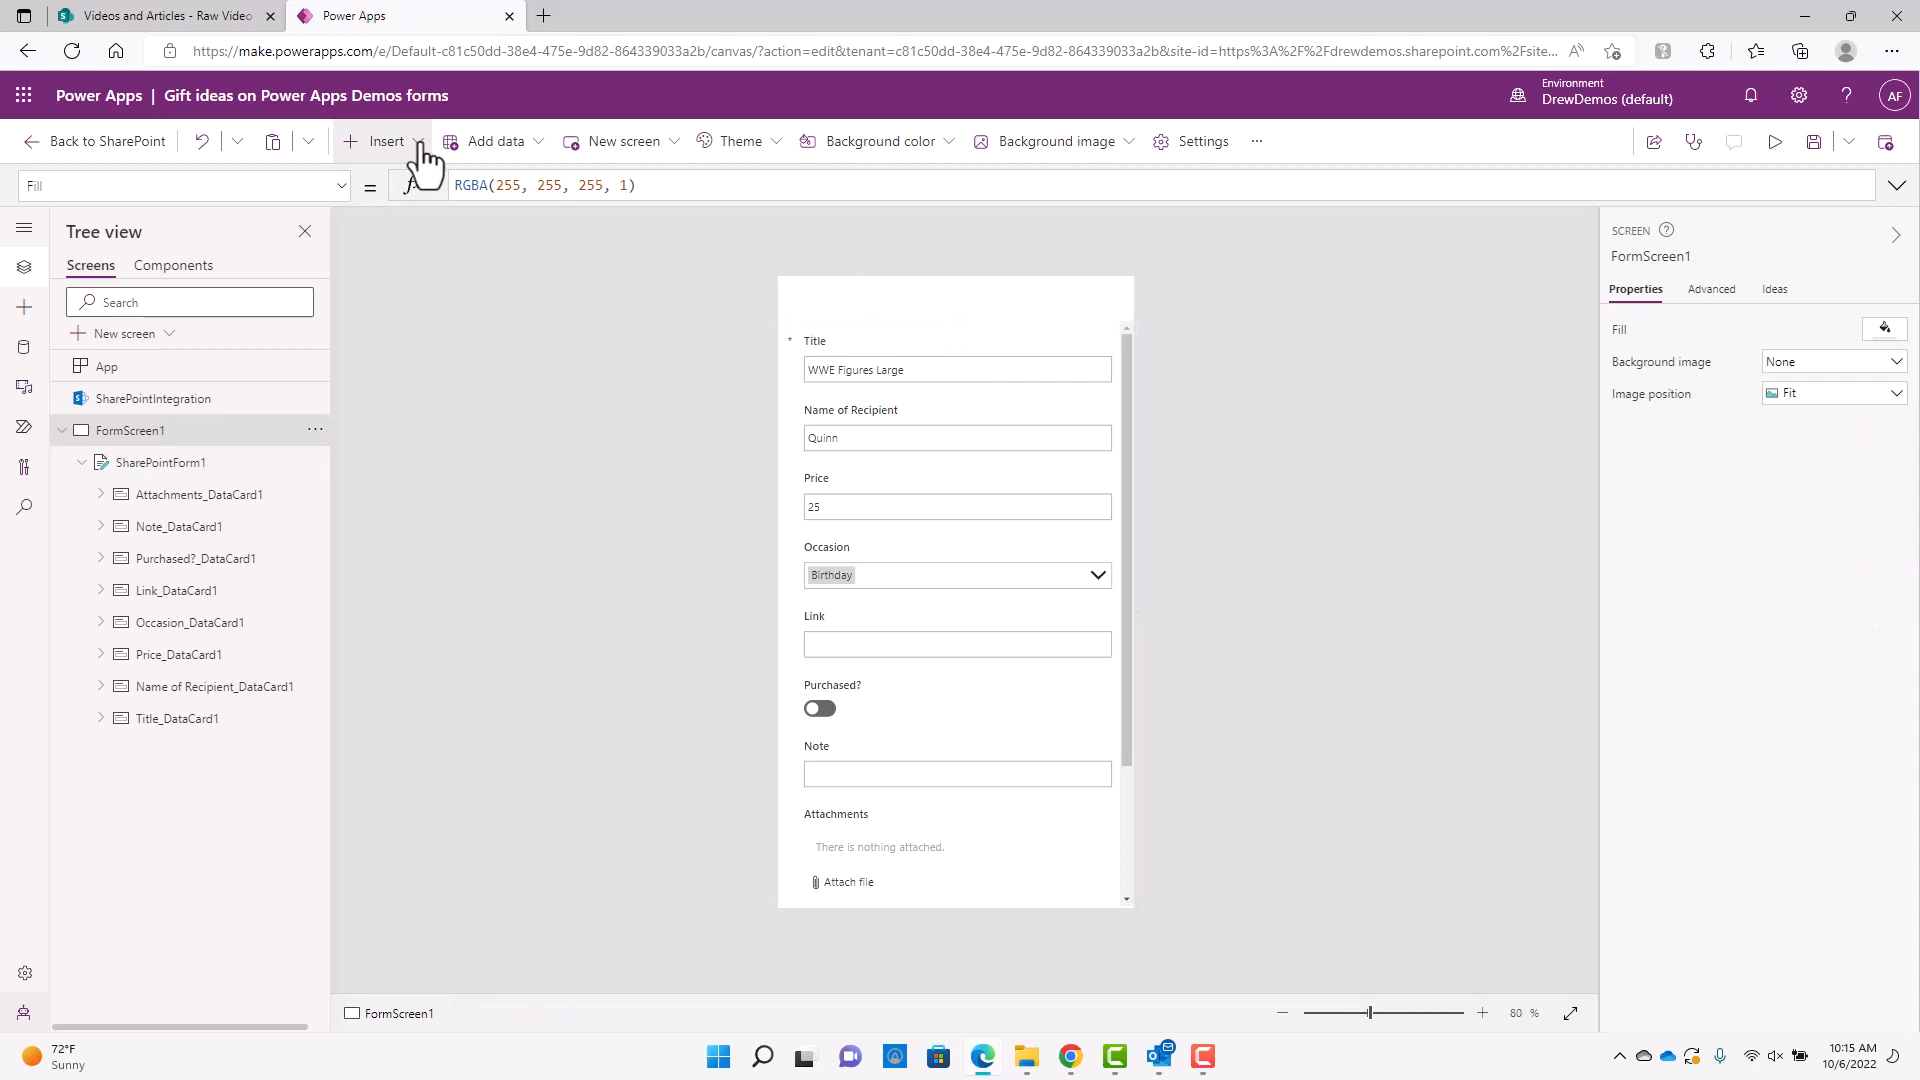 Videos and Articles - Raw Video
Power Apps
https://make.powerapps.com/e/Default-c81c50dd-38e4-475e-9d82-864339033a2b/canvas/?action=edit&tenant=c81c50dd-38e4-475e-9d82-864339033a2b&site-id=https%3A%2F%2Fdrewdemos.sharepoint.com%2Fsite...
Power Apps | Gift ideas on Power Apps Demos forms
Environment
DrewDemos (default)
AF
Back to SharePoint
Insert
Add data
New screen
Theme
Background color
Background image
Settings
Fill
=
RGBA(255, 255, 255, 1)
Tree view
Screens
Components
Search
New screen
App
SharePointIntegration
FormScreen1
SharePointForm1
Attachments_DataCard1
Note_DataCard1
Purchased?_DataCard1
Link_DataCard1
Occasion_DataCard1
Price_DataCard1
Name of Recipient_DataCard1
Title_DataCard1
* Title
WWE Figures Large
Name of Recipient
Quinn
Price
25
Occasion
Birthday
Link
Purchased?
Note
Attachments
There is nothing attached.
Attach file
SCREEN
FormScreen1
Properties
Advanced
Ideas
Fill
Background image
None
Image position
Fit
FormScreen1
80 %
72°F
Sunny
10:15 AM
10/6/2022